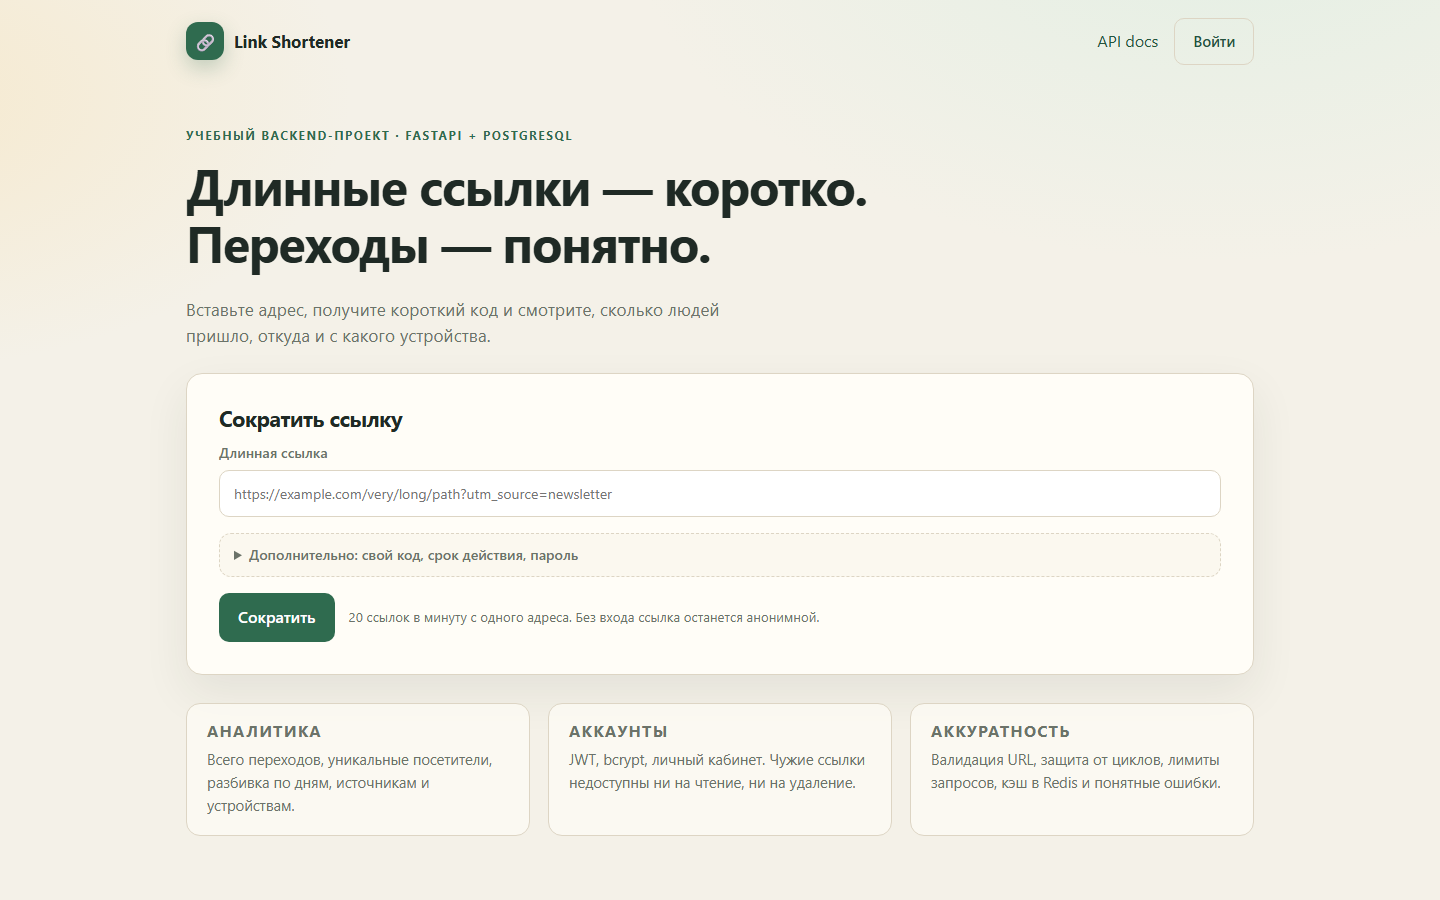 Link Shortener
API docs
Войти
УЧЕБНЫЙ BACKEND-ПРОЕКТ · FASTAPI + POSTGRESQL
Длинные ссылки — коротко.
Переходы — понятно.
Вставьте адрес, получите короткий код и смотрите, сколько людей
пришло, откуда и с какого устройства.
Сократить ссылку
Длинная ссылка
https://example.com/very/long/path?utm_source=newsletter
Дополнительно: свой код, срок действия, пароль
Сократить
20 ссылок в минуту с одного адреса. Без входа ссылка останется анонимной.
АНАЛИТИКА
Всего переходов, уникальные посетители,
разбивка по дням, источникам и
устройствам.
АККАУНТЫ
JWT, bcrypt, личный кабинет. Чужие ссылки
недоступны ни на чтение, ни на удаление.
АККУРАТНОСТЬ
Валидация URL, защита от циклов, лимиты
запросов, кэш в Redis и понятные ошибки.